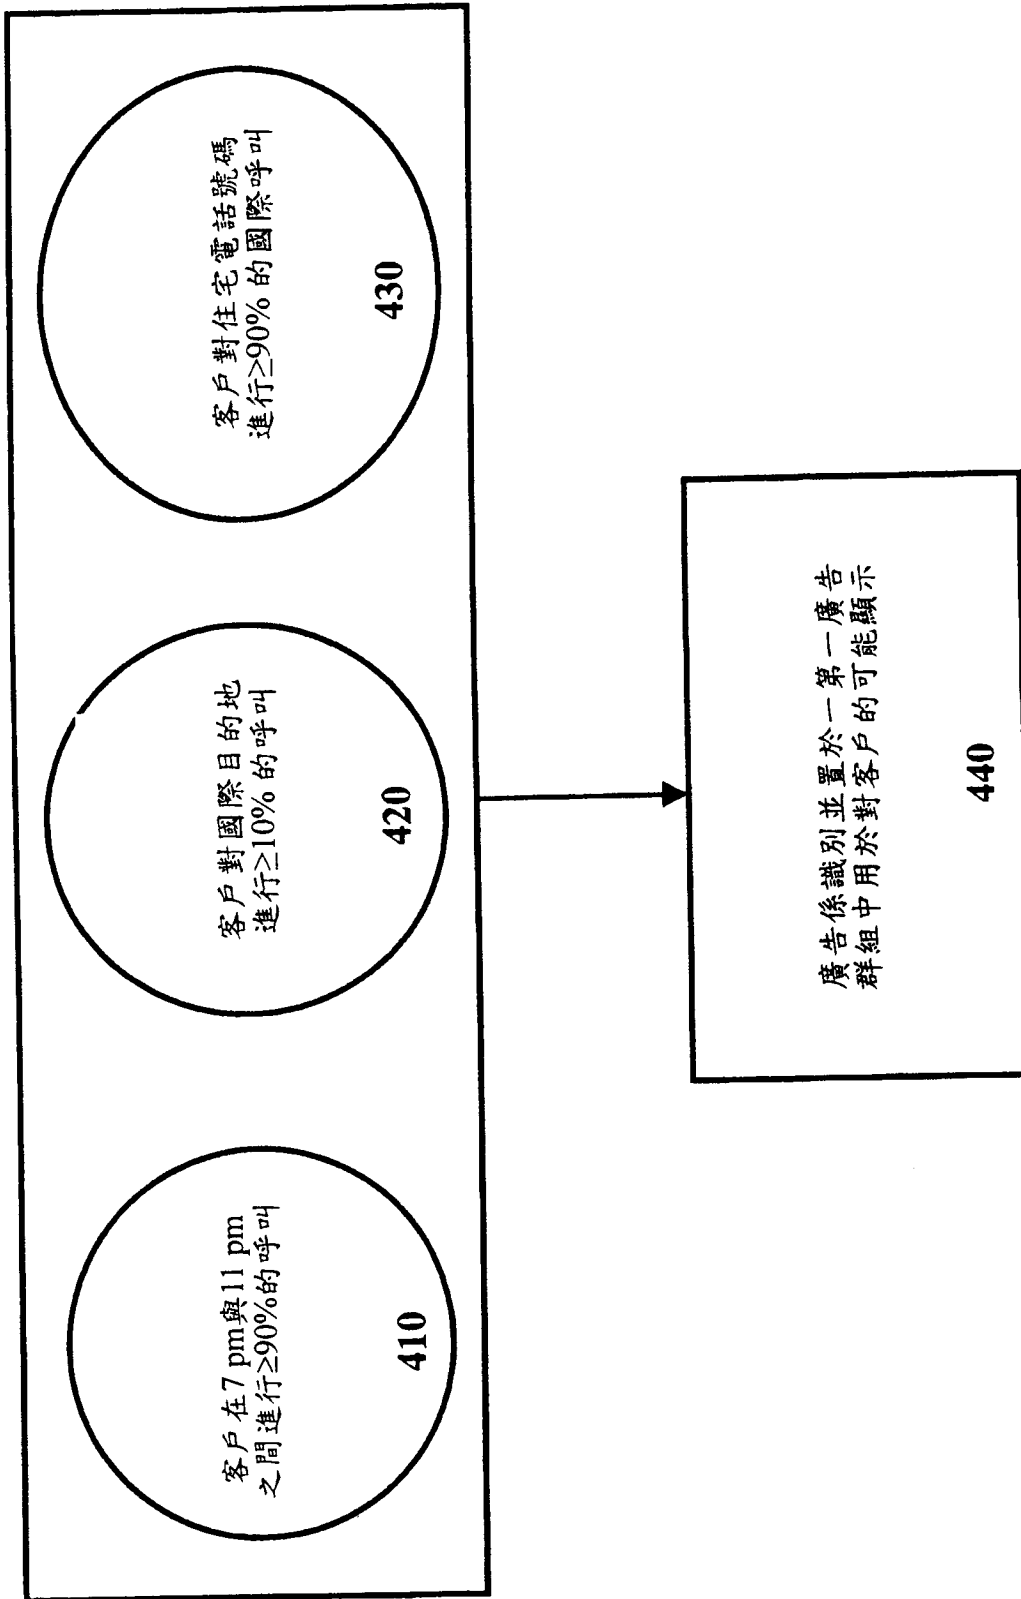 客戶在7 pm與11 pm
之間進行≥90%的呼叫
410
客戶對國際目的地
進行≥10% 的呼叫
420
客戶對住宅電話號碼
進行≥90% 的國際呼叫
430
廣告係識別並置於一第一廣告
群組中用於對客戶的可能顯示
440